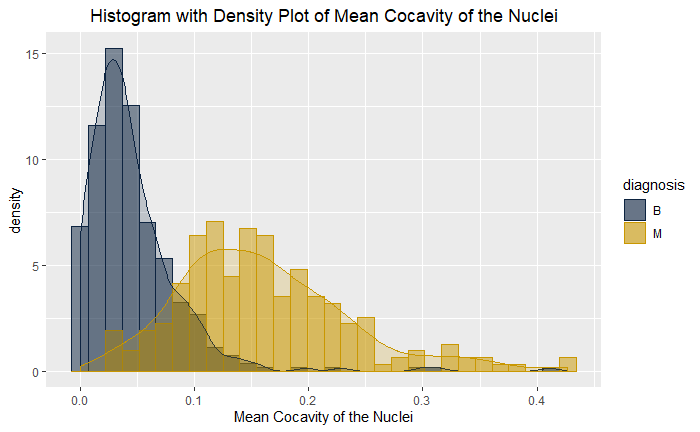 Histogram with Density Plot of Mean Cocavity of the Nuclei
15
10
5
0
density
0.0 0.1 0.2 0.3 0.4
Mean Cocavity of the Nuclei
diagnosis
B
M